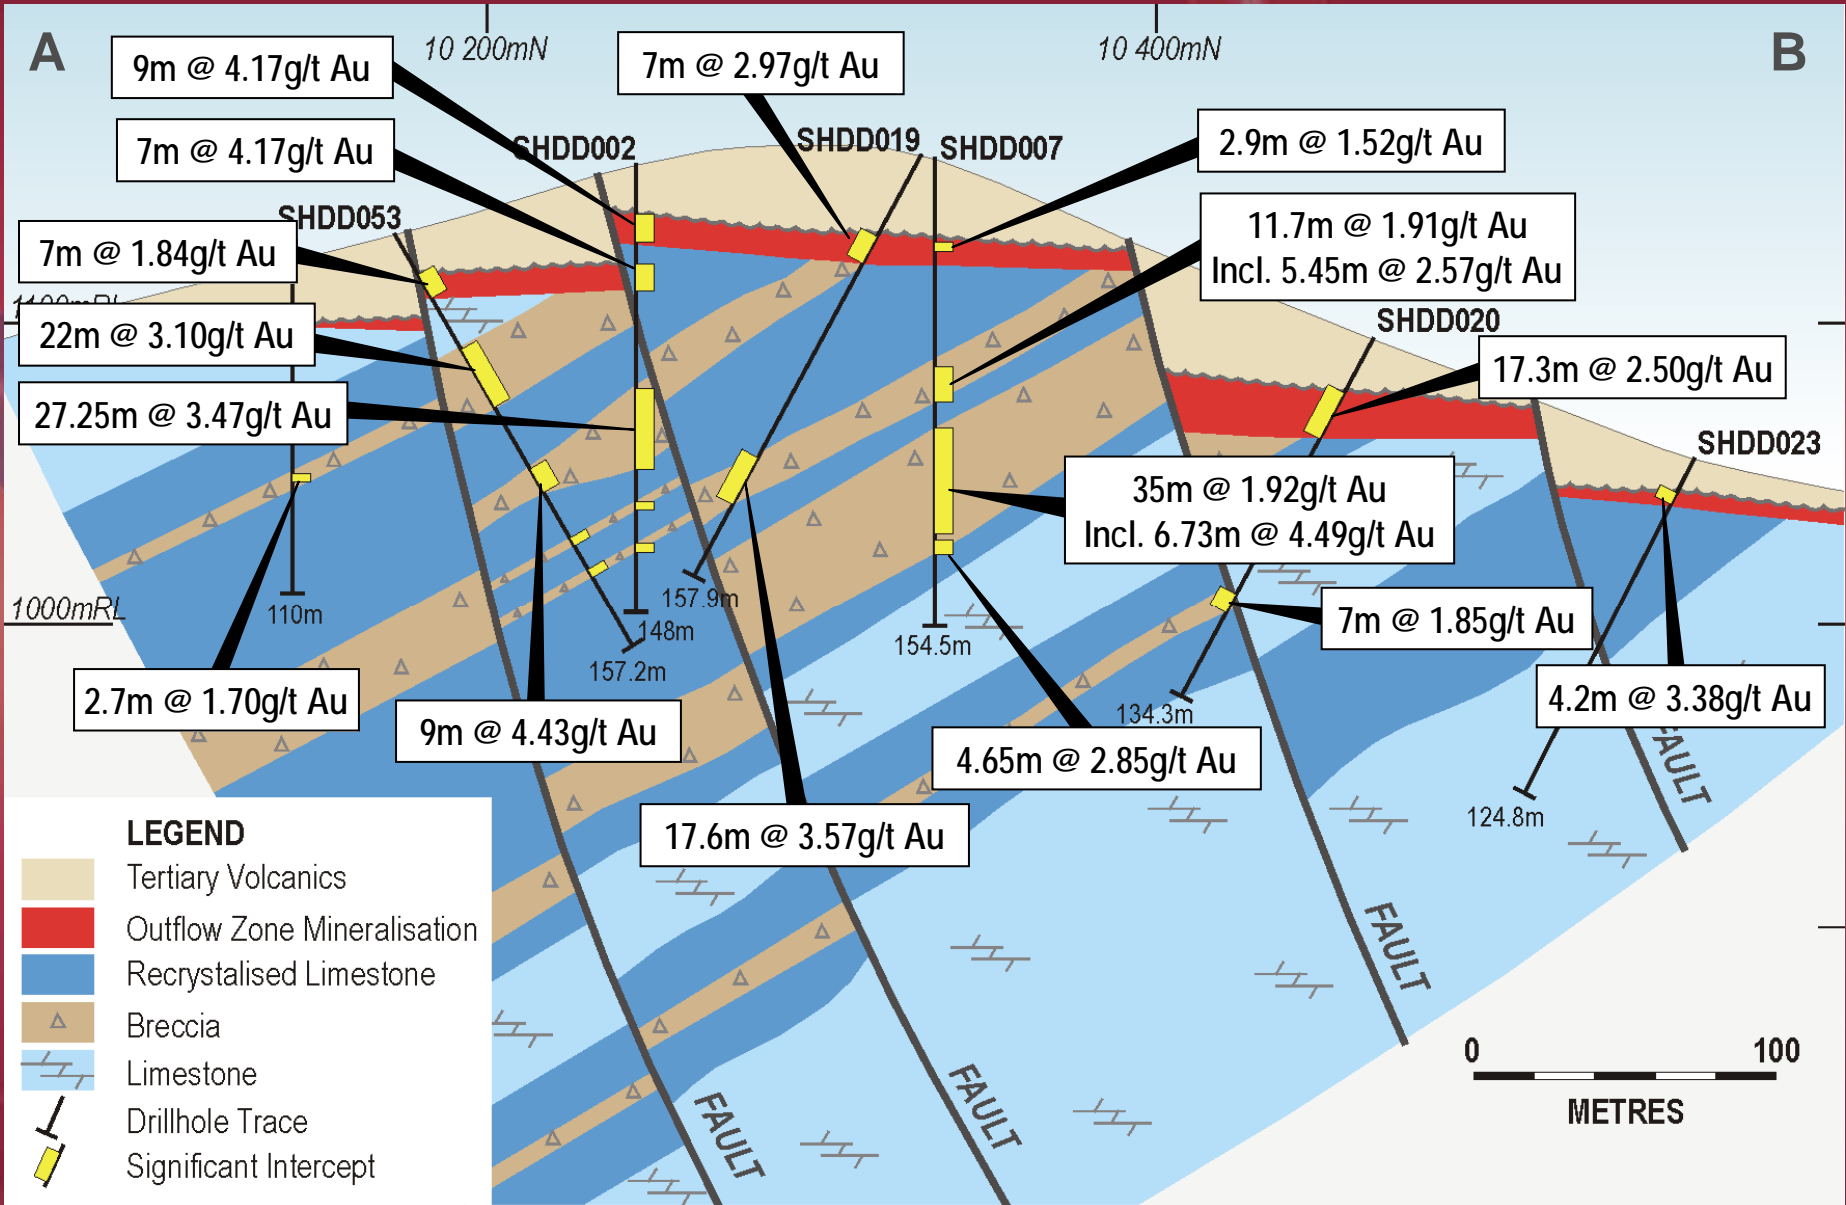 A
10 200mN
10 400mN
B
9m @ 4.17g/t Au
7m @ 2.97g/t Au
7m @ 4.17g/t Au
SHDD002
SHDD019
SHDD007
2.9m @ 1.52g/t Au
SHDD053
7m @ 1.84g/t Au
11.7m @ 1.91g/t Au
Incl. 5.45m @ 2.57g/t Au
1100mRL
22m @ 3.10g/t Au
SHDD020
17.3m @ 2.50g/t Au
27.25m @ 3.47g/t Au
SHDD023
35m @ 1.92g/t Au
Incl. 6.73m @ 4.49g/t Au
1000mRL
110m
157.9m
148m
157.2m
154.5m
7m @ 1.85g/t Au
2.7m @ 1.70g/t Au
9m @ 4.43g/t Au
134.3m
4.2m @ 3.38g/t Au
4.65m @ 2.85g/t Au
FAULT
124.8m
17.6m @ 3.57g/t Au
LEGEND
Tertiary Volcanics
Outflow Zone Mineralisation
Recrystalised Limestone
Breccia
Limestone
Drillhole Trace
Significant Intercept
FAULT
FAULT
FAULT
0 100
METRES